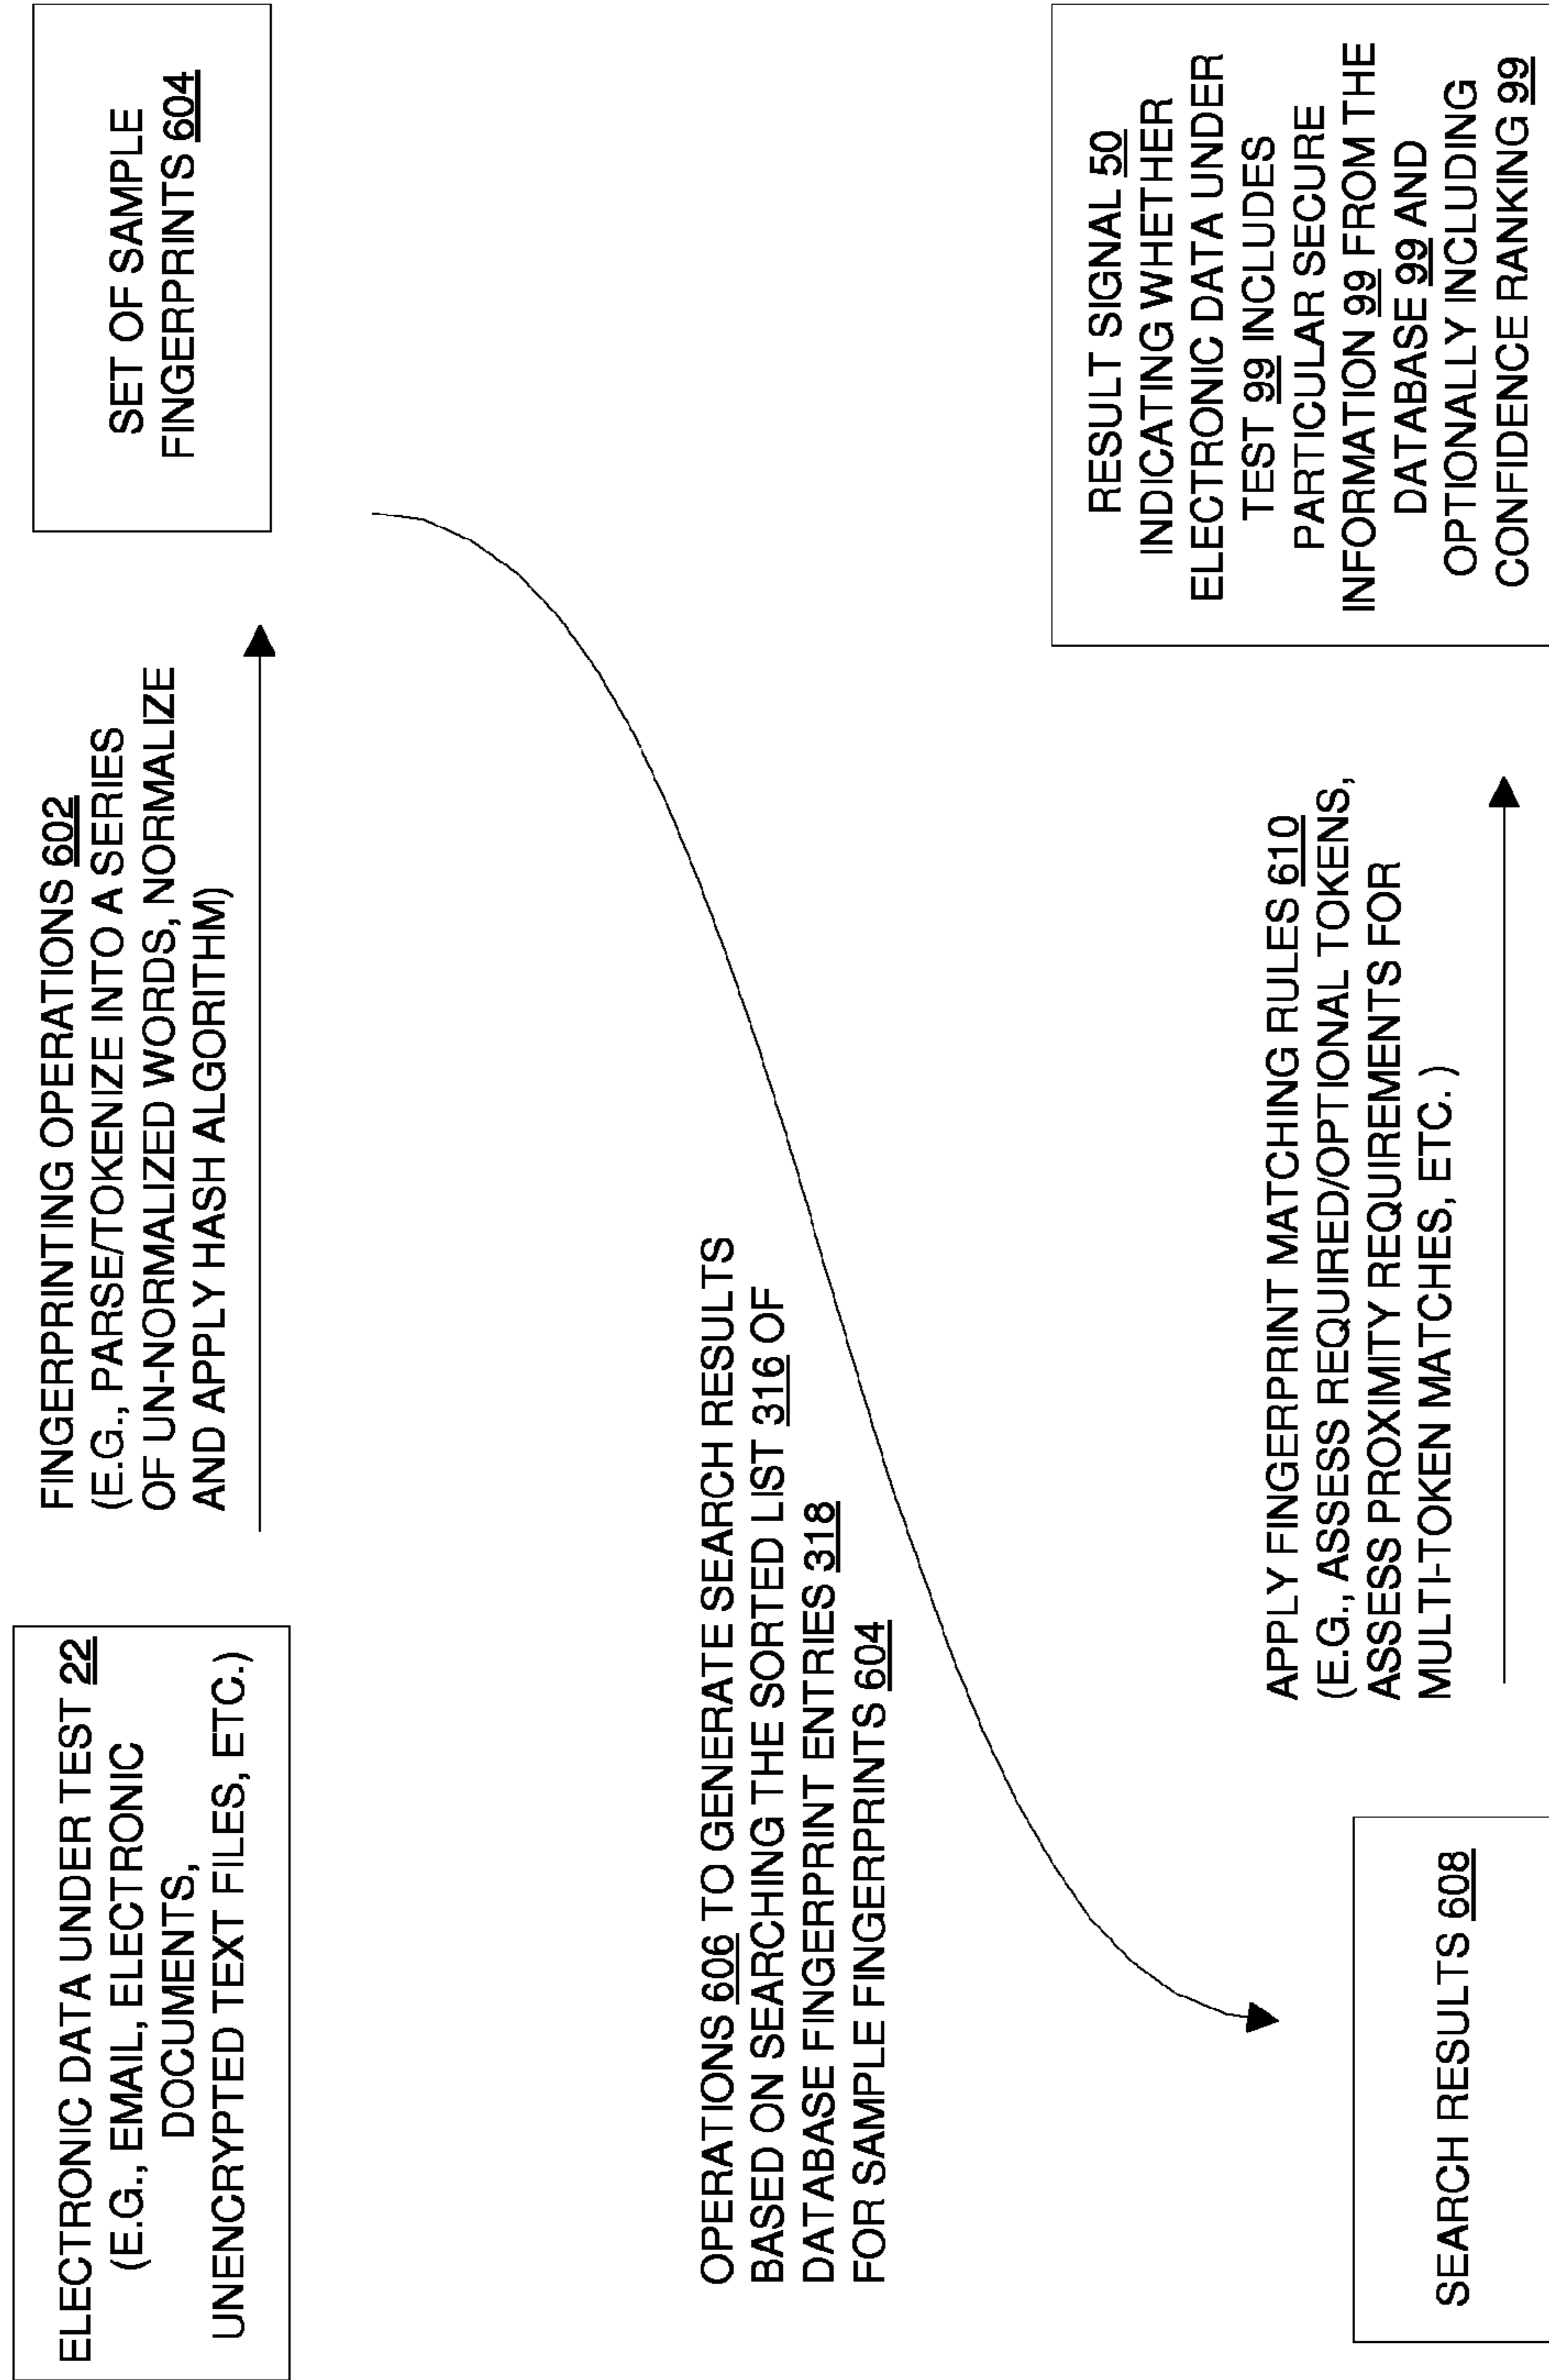 ELECTRONIC DATA UNDER TEST 22
(E.G., EMAIL, ELECTRONIC
DOCUMENTS,
UNENCRYPTED TEXT FILES, ETC.)
FINGERPRINTING OPERATIONS 602
(E.G., PARSE/TOKENIZE INTO A SERIES
OF UN-NORMALIZED WORDS, NORMALIZE
AND APPLY HASH ALGORITHM)
SET OF SAMPLE
FINGERPRINTS 604
OPERATIONS 606 TO GENERATE SEARCH RESULTS
BASED ON SEARCHING THE SORTED LIST 316 OF
DATABASE FINGERPRINT ENTRIES 318
FOR SAMPLE FINGERPRINTS 604
SEARCH RESULTS 608
APPLY FINGERPRINT MATCHING RULES 610
(E.G., ASSESS REQUIRED/OPTIONAL TOKENS,
ASSESS PROXIMITY REQUIREMENTS FOR
MULTI-TOKEN MATCHES, ETC. )
RESULT SIGNAL 50
INDICATING WHETHER
ELECTRONIC DATA UNDER
TEST 99 INCLUDES
PARTICULAR SECURE
INFORMATION 99 FROM THE
DATABASE 99 AND
OPTIONALLY INCLUDING
CONFIDENCE RANKING 99